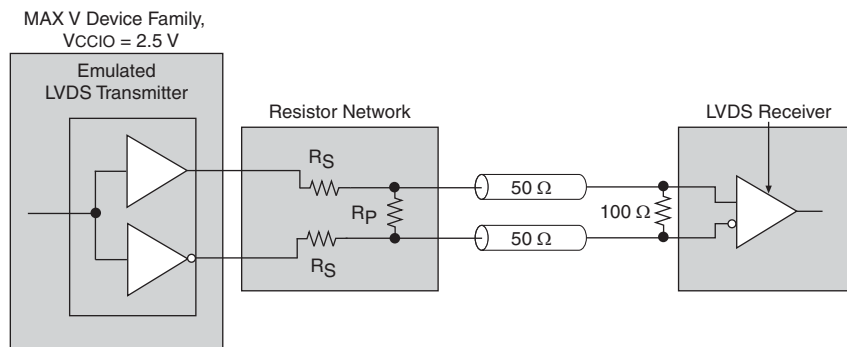 MAX V Device Family,
VCCIO = 2.5 V
Emulated
LVDS Transmitter
Resistor Network
LVDS Receiver
RS
50 Ω
RP
100 Ω
50 Ω
RS